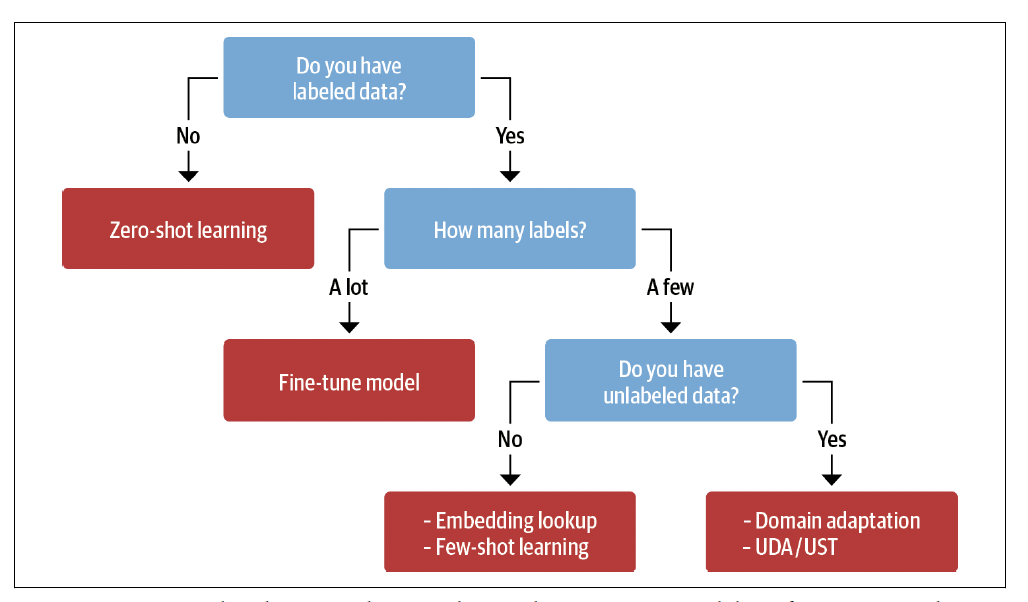 Do you have
labeled data?
No
Yes
Zero-shot learning
How many labels?
A lot
A few
Fine-tune model
Do you have
unlabeled data?
No
Yes
- Embedding lookup
- Few-shot learning
- Domain adaptation
- UDA/UST